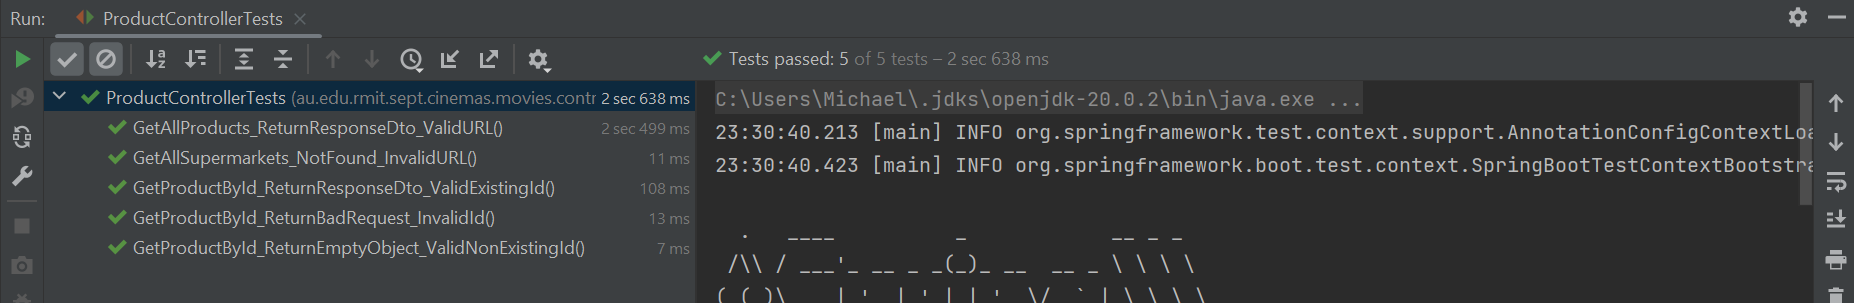 Run: ProductControllerTests
Tests passed: 5 of 5 tests – 2 sec 638 ms
ProductControllerTests (au.edu.rmit.sept.cinemas.movies.contr 2 sec 638 ms
GetAllProducts_ReturnResponseDto_ValidURL() 2 sec 499 ms
GetAllSupermarkets_NotFound_InvalidURL() 11 ms
GetProductById_ReturnResponseDto_ValidExistingId() 108 ms
GetProductById_ReturnBadRequest_InvalidId() 13 ms
GetProductById_ReturnEmptyObject_ValidNonExistingId() 7 ms
C:\Users\Michael\.jdks\openjdk-20.0.2\bin\java.exe ...
23:30:40.213 [main] INFO org.springframework.test.context.support.AnnotationConfigContextLoa
23:30:40.423 [main] INFO org.springframework.boot.test.context.SpringBootTestContextBootstra